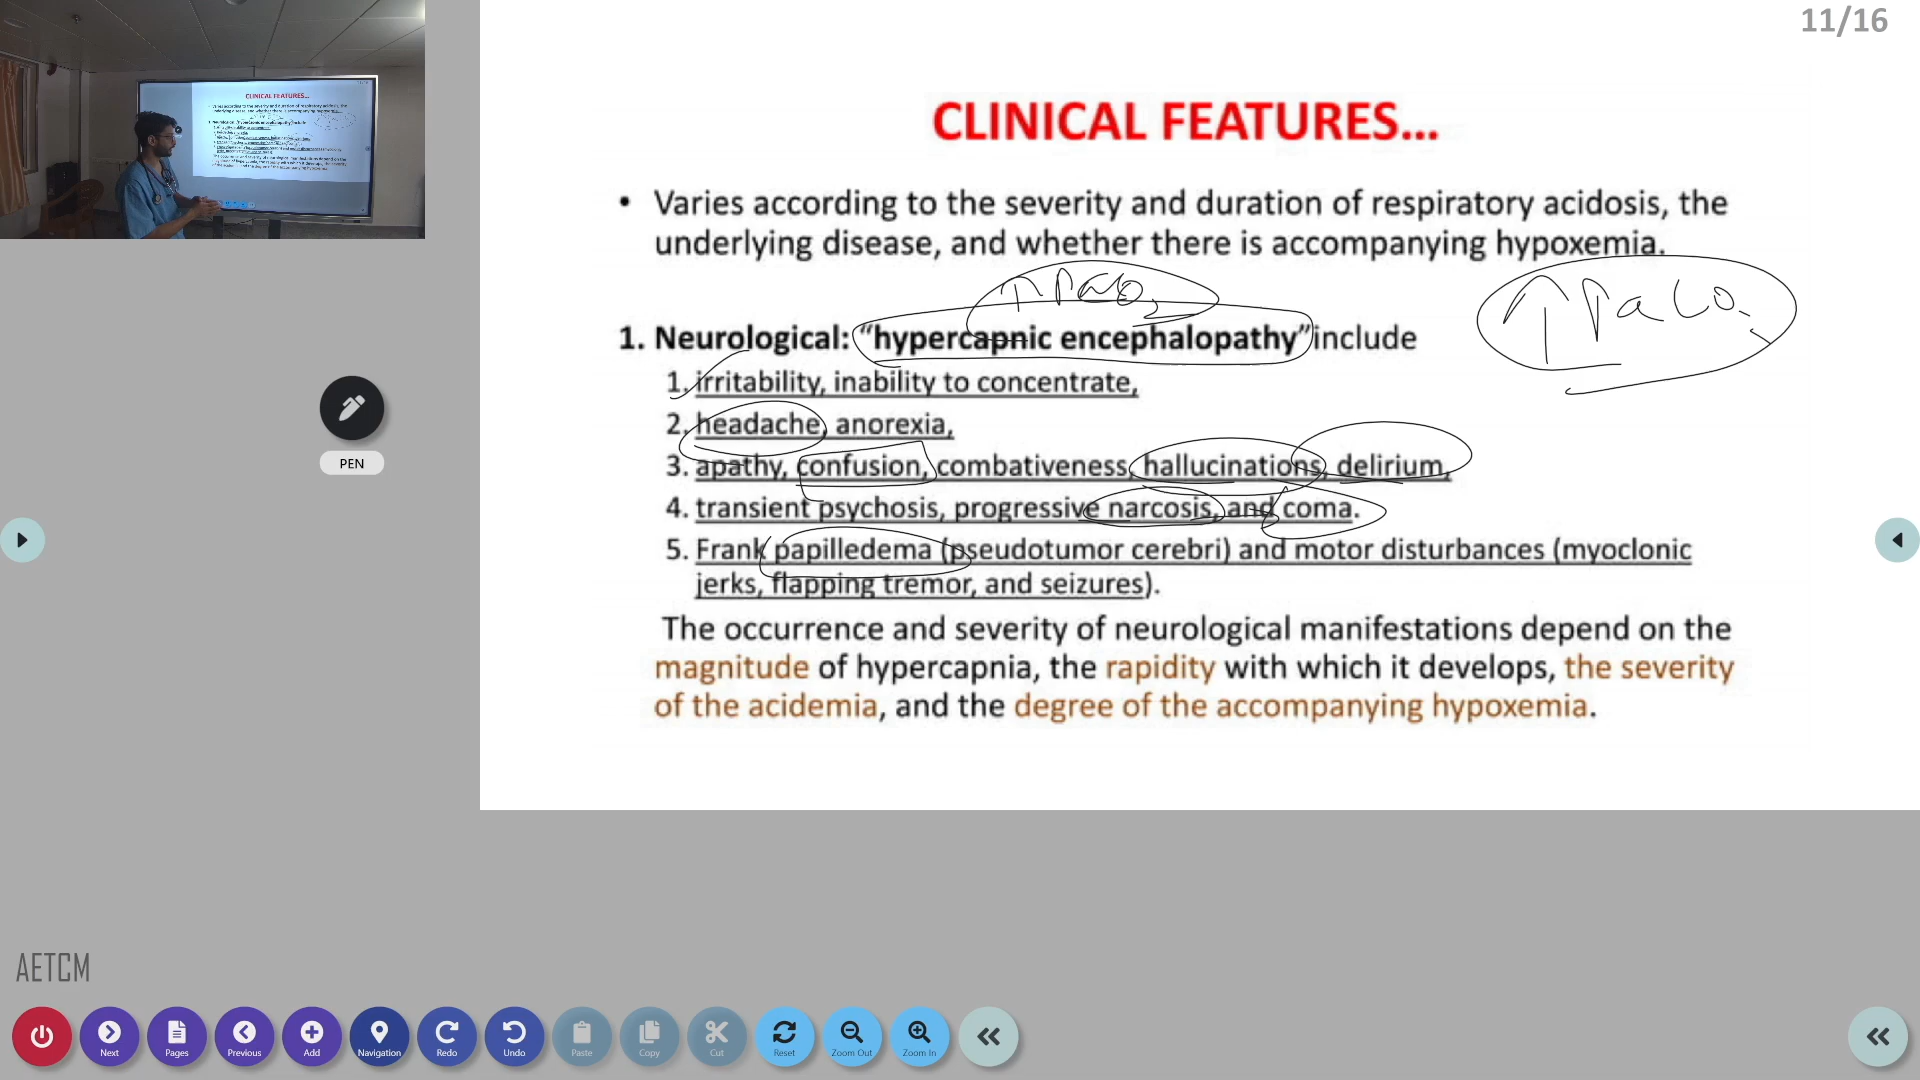 11/16
CLINICAL FEATURES...
• Varies according to the severity and duration of respiratory acidosis, the
underlying disease, and whether there is accompanying hypoxemia.
↑PaCO2
↑PaCO2
1. Neurological: "hypercapnic encephalopathy" include
1. irritability, inability to concentrate,
2. headache, anorexia,
3. apathy, confusion, combativeness, hallucinations, delirium,
4. transient psychosis, progressive narcosis, and coma.
5. Frank papilledema (pseudotumor cerebri) and motor disturbances (myoclonic
jerks, flapping tremor, and seizures).
The occurrence and severity of neurological manifestations depend on the
magnitude of hypercapnia, the rapidity with which it develops, the severity
of the acidemia, and the degree of the accompanying hypoxemia.
PEN
AETCM
Next
Pages
Previous
Add
Navigation
Redo
Undo
Paste
Copy
Cut
Reset
Zoom Out
Zoom In
CLINICAL FEATURES...